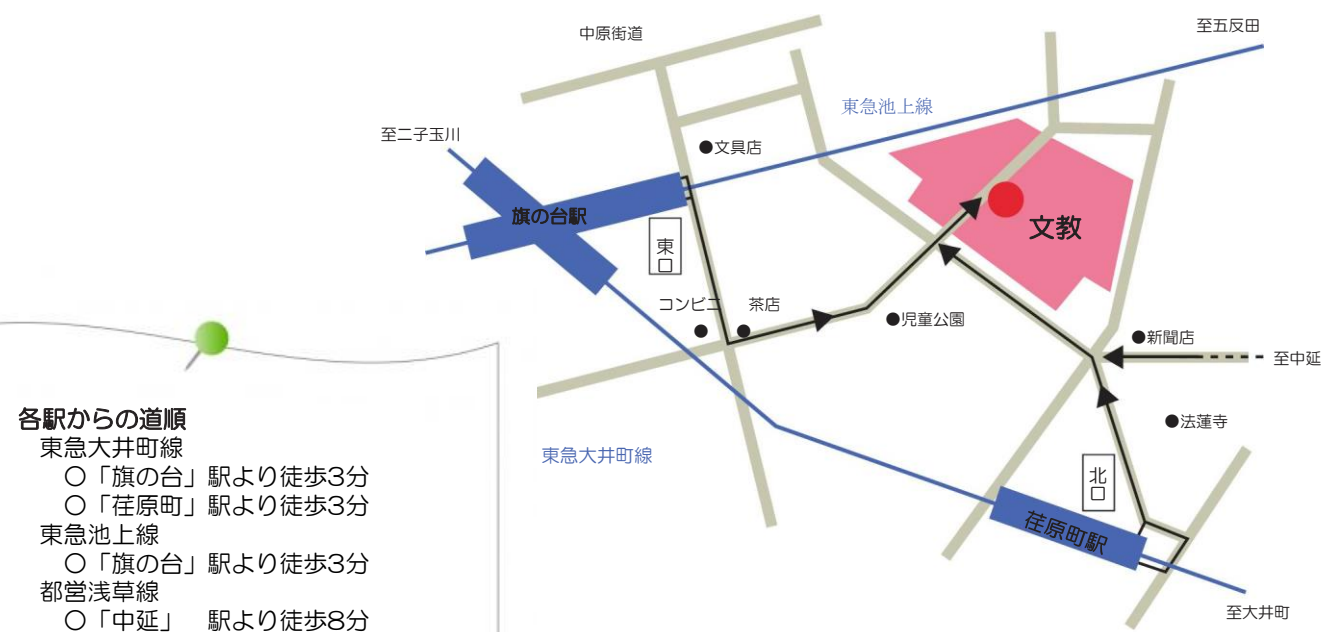 中原街道
至五反田
東急池上線
至二子玉川
●文具店
旗の台駅
文教
東口
コンビニ
茶店
●児童公園
●新聞店
至中延
●法蓮寺
東急大井町線
北口
荏原町駅
至大井町
各駅からの道順
東急大井町線
〇「旗の台」駅より徒歩3分
〇「荏原町」駅より徒歩3分
東急池上線
〇「旗の台」駅より徒歩3分
都営浅草線
〇「中延」　駅より徒歩8分